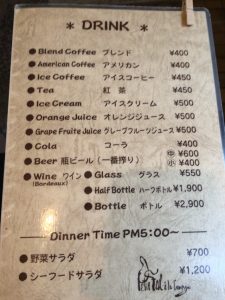 * DRINK *
● Blend Coffee ブレンド ¥400
● American Coffee アメリカン ¥400
● Ice Coffee アイスコーヒー ¥450
● Tea 紅茶 ¥450
● Ice Cream アイスクリーム ¥500
● Orange Juice オレンジジュース ¥500
● Grape Fruite Juice グレープフルーツジュース ¥500
● Cola コーラ ¥400
● Beer 瓶ビール(一番搾り) ㊥ ¥600
㊤ ¥400
● Wine ワイン ● Glass グラス ¥550
(Bordeaux) ● Half Bottle ハーフボトル ¥1,900
● Bottle ボトル ¥2,900
Dinner Time PM5:00~
● 野菜サラダ ¥700
● シーフードサラダ ¥1,200